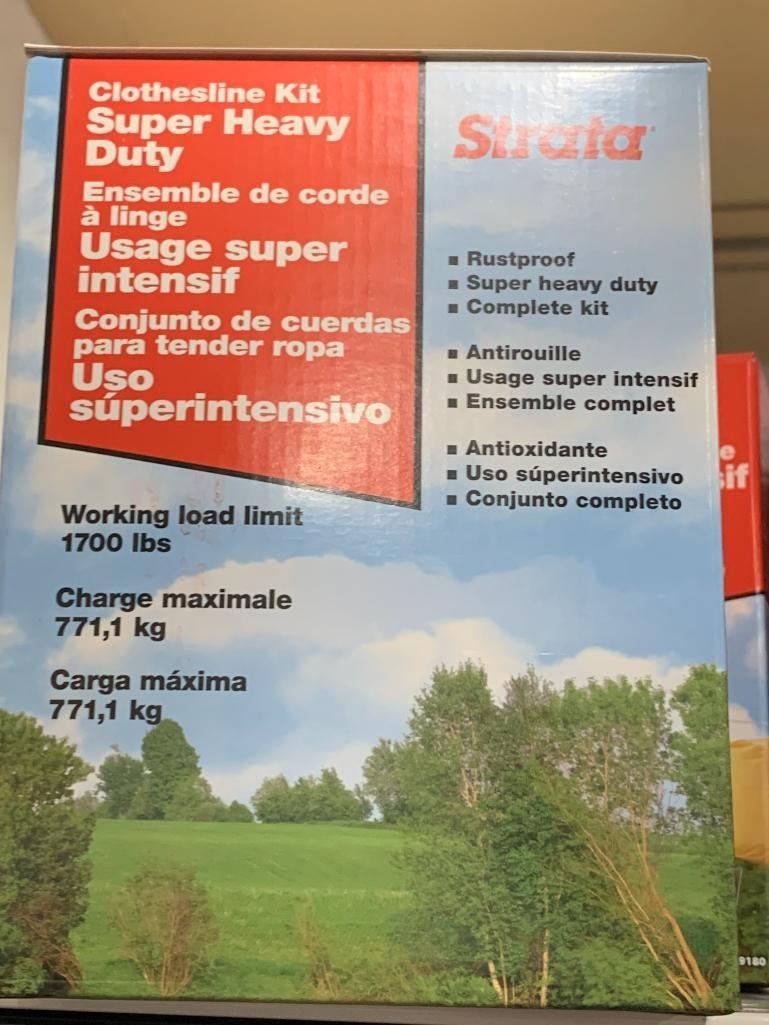 Clothesline Kit
Super Heavy
Duty
Ensemble de corde
à linge
Usage super
intensif
Conjunto de cuerdas
para tender ropa
Uso
súperintensivo
Strata
■ Rustproof
■ Super heavy duty
■ Complete kit
■ Antirouille
■ Usage super intensif
■ Ensemble complet
■ Antioxidante
■ Uso súperintensivo
■ Conjunto completo
Working load limit
1700 lbs
Charge maximale
771,1 kg
Carga máxima
771,1 kg
e
sif
9180